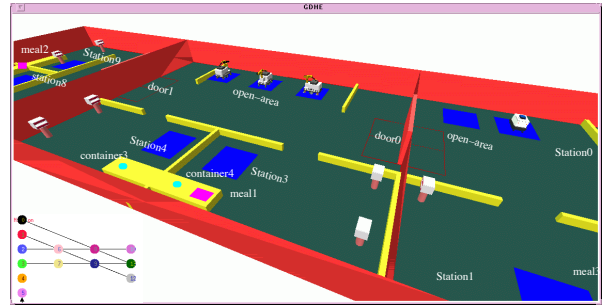 GDHE
meal2
Station9
station8
door1
open-area
door0
open-area
Station0
Station4
container3
Station3
container4
meal1
Station1
meal3